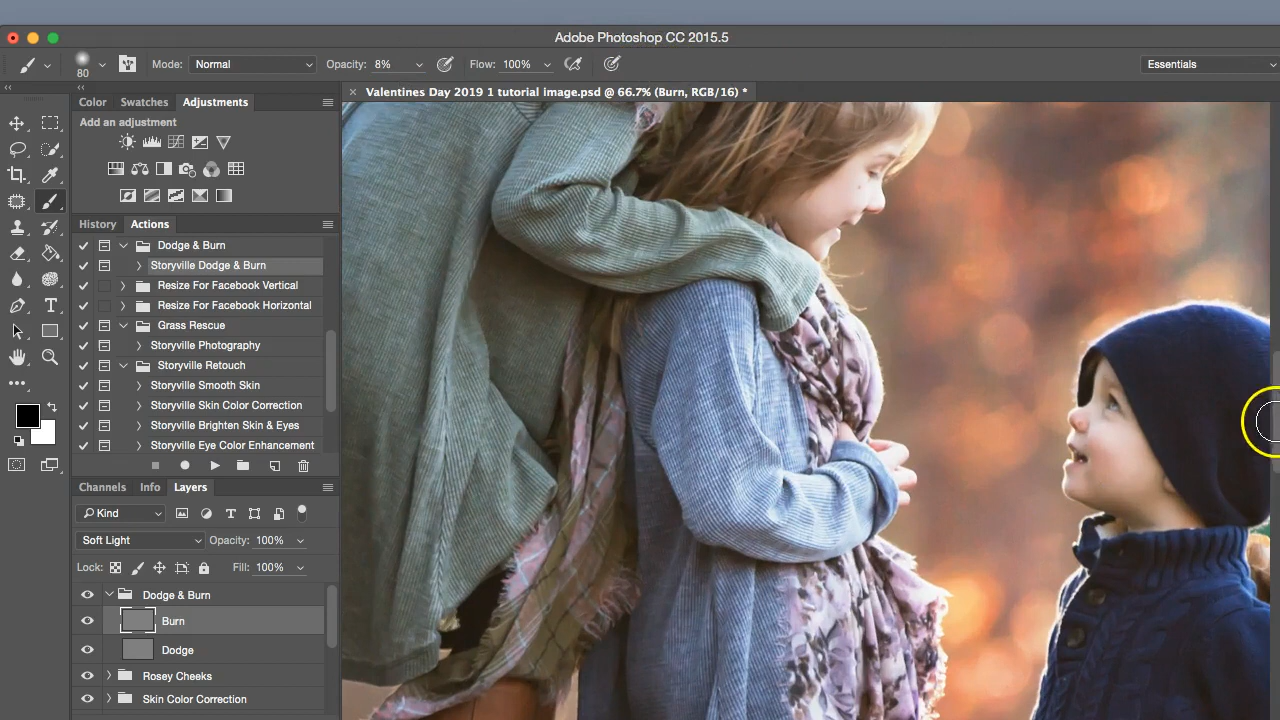 Adobe Photoshop CC 2015.5
80
Mode: Normal
Opacity: 8%
Flow: 100%
Essentials
Valentines Day 2019 1 tutorial image.psd @ 66.7% (Burn, RGB/16) *
Color Swatches Adjustments
Add an adjustment
History Actions
Dodge & Burn
Storyville Dodge & Burn
Resize For Facebook Vertical
Resize For Facebook Horizontal
Grass Rescue
Storyville Photography
Storyville Retouch
Storyville Smooth Skin
Storyville Skin Color Correction
Storyville Brighten Skin & Eyes
Storyville Eye Color Enhancement
Channels Info Layers
Kind
Soft Light Opacity: 100%
Lock: Fill: 100%
Dodge & Burn
Burn
Dodge
Rosey Cheeks
Skin Color Correction